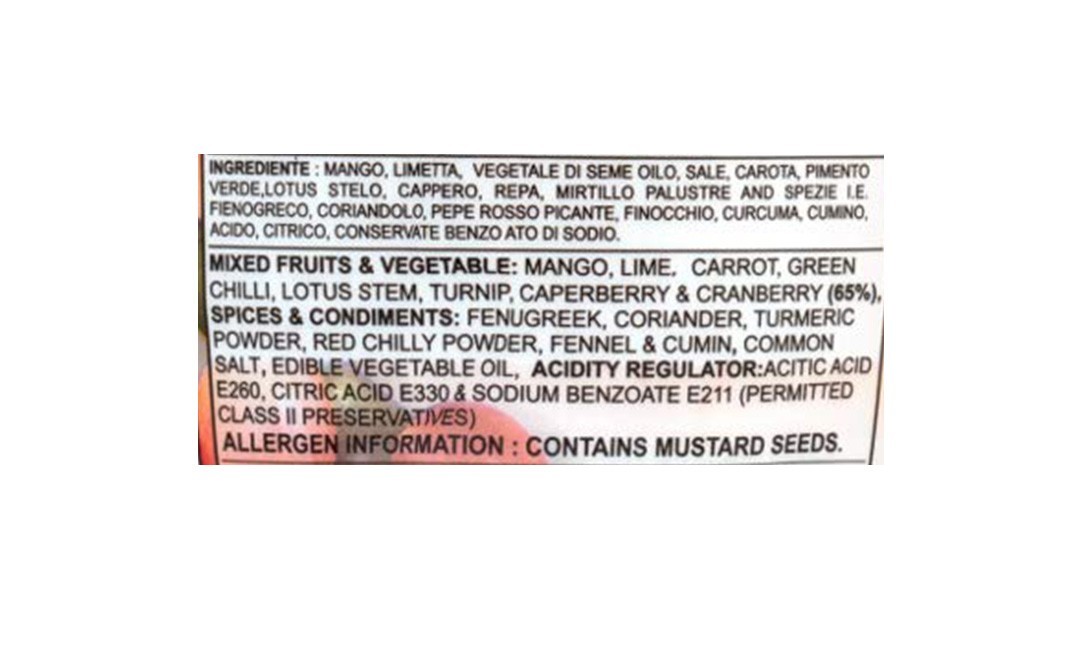 INGREDIENTE : MANGO, LIMETTA, VEGETALE DI SEME OILO, SALE, CAROTA, PIMENTO
VERDE,LOTUS STELO, CAPPERO, REPA, MIRTILLO PALUSTRE AND SPEZIE I.E.
FIENOGRECO, CORIANDOLO, PEPE ROSSO PICANTE, FINOCCHIO, CURCUMA, CUMINO,
ACIDO, CITRICO, CONSERVATE BENZO ATO DI SODIO.
MIXED FRUITS & VEGETABLE: MANGO, LIME. CARROT, GREEN
CHILLI, LOTUS STEM, TURNIP, CAPERBERRY & CRANBERRY (65%),
SPICES & CONDIMENTS: FENUGREEK, CORIANDER, TURMERIC
POWDER, RED CHILLY POWDER, FENNEL & CUMIN, COMMON
SALT, EDIBLE VEGETABLE OIL, ACIDITY REGULATOR:ACITIC ACID
E260, CITRIC ACID E330 & SODIUM BENZOATE E211 (PERMITTED
CLASS II PRESERVATIVES)
ALLERGEN INFORMATION : CONTAINS MUSTARD SEEDS.